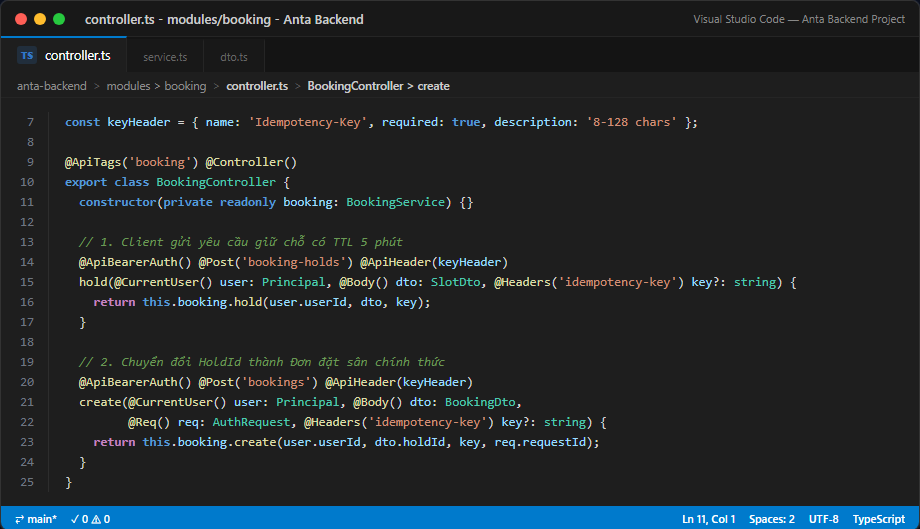 controller.ts - modules/booking - Anta Backend
Visual Studio Code — Anta Backend Project
TS controller.ts service.ts dto.ts
anta-backend > modules > booking > controller.ts > BookingController > create
7 const keyHeader = { name: 'Idempotency-Key', required: true, description: '8-128 chars' };
8
9 @ApiTags('booking') @Controller()
10 export class BookingController {
11 constructor(private readonly booking: BookingService) {}
12
13 // 1. Client gửi yêu cầu giữ chỗ có TTL 5 phút
14 @ApiBearerAuth() @Post('booking-holds') @ApiHeader(keyHeader)
15 hold(@CurrentUser() user: Principal, @Body() dto: SlotDto, @Headers('idempotency-key') key?: string) {
16 return this.booking.hold(user.userId, dto, key);
17 }
18
19 // 2. Chuyển đổi HoldId thành Đơn đặt sân chính thức
20 @ApiBearerAuth() @Post('bookings') @ApiHeader(keyHeader)
21 create(@CurrentUser() user: Principal, @Body() dto: BookingDto,
22 @Req() req: AuthRequest, @Headers('idempotency-key') key?: string) {
23 return this.booking.create(user.userId, dto.holdId, key, req.requestId);
24 }
25 }
⇄ main* ✓ 0 ⚠ 0 Ln 11, Col 1 Spaces: 2 UTF-8 TypeScript